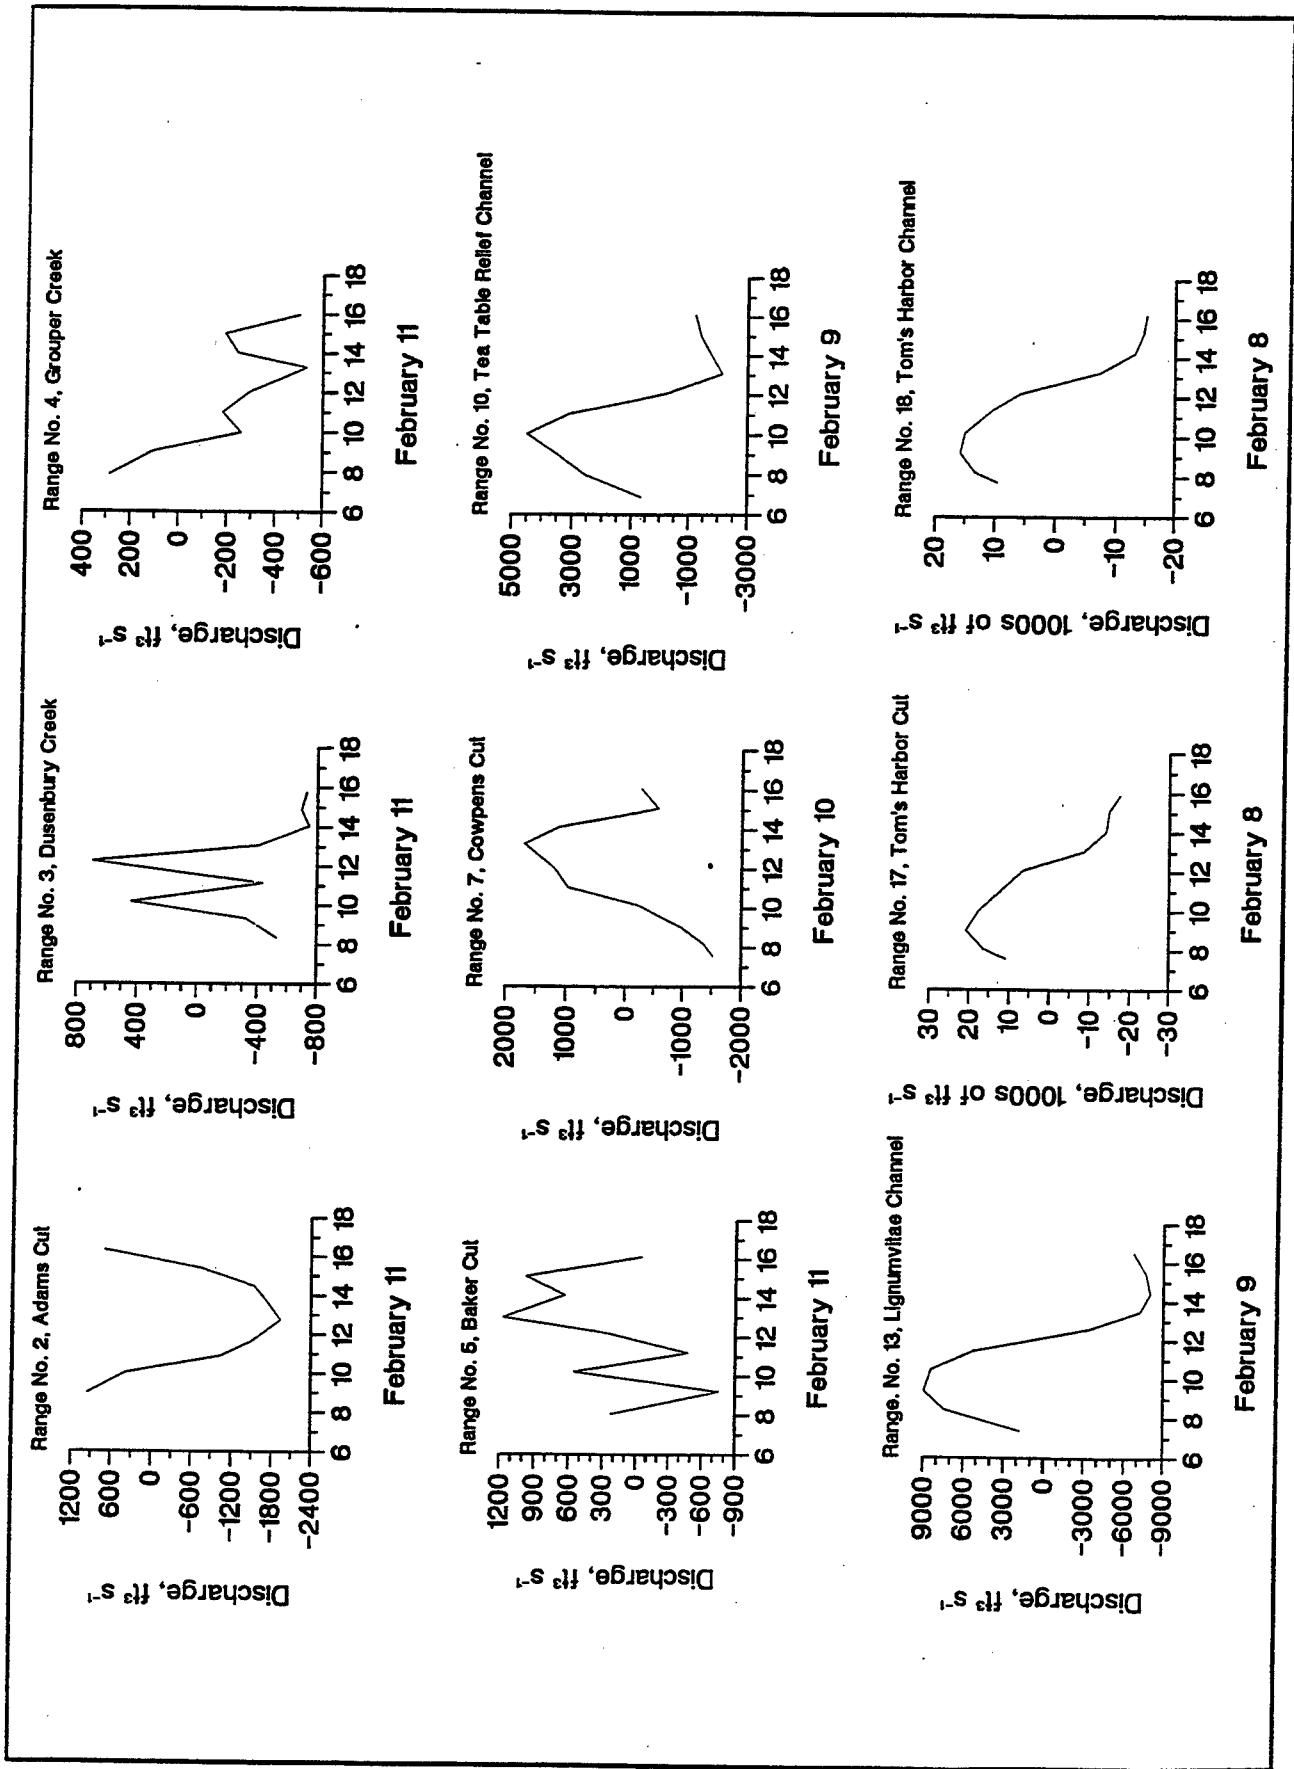 Range No. 2, Adams Cut
Discharge, ft³ s⁻¹
1200
600
0
-600
-1200
-1800
-2400
6 8 10 12 14 16 18
February 11
Range No. 3, Dusenbury Creek
Discharge, ft³ s⁻¹
800
400
0
-400
-800
6 8 10 12 14 16 18
February 11
Range No. 4, Grouper Creek
Discharge, ft³ s⁻¹
400
200
0
-200
-400
-600
6 8 10 12 14 16 18
February 11
Range No. 5, Baker Cut
Discharge, ft³ s⁻¹
1200
900
600
300
0
-300
-600
-900
6 8 10 12 14 16 18
February 11
Range No. 7, Cowpens Cut
Discharge, ft³ s⁻¹
2000
1000
0
-1000
-2000
6 8 10 12 14 16 18
February 10
Range No. 10, Tea Table Relief Channel
Discharge, ft³ s⁻¹
5000
3000
1000
-1000
-3000
6 8 10 12 14 16 18
February 9
Range. No. 13, Lignumvitae Channel
Discharge, ft³ s⁻¹
9000
6000
3000
0
-3000
-6000
-9000
6 8 10 12 14 16 18
February 9
Range No. 17, Tom's Harbor Cut
Discharge, 1000s of ft³ s⁻¹
30
20
10
0
-10
-20
-30
6 8 10 12 14 16 18
February 8
Range No. 18, Tom's Harbor Channel
Discharge, 1000s of ft³ s⁻¹
20
10
0
-10
-20
6 8 10 12 14 16 18
February 8